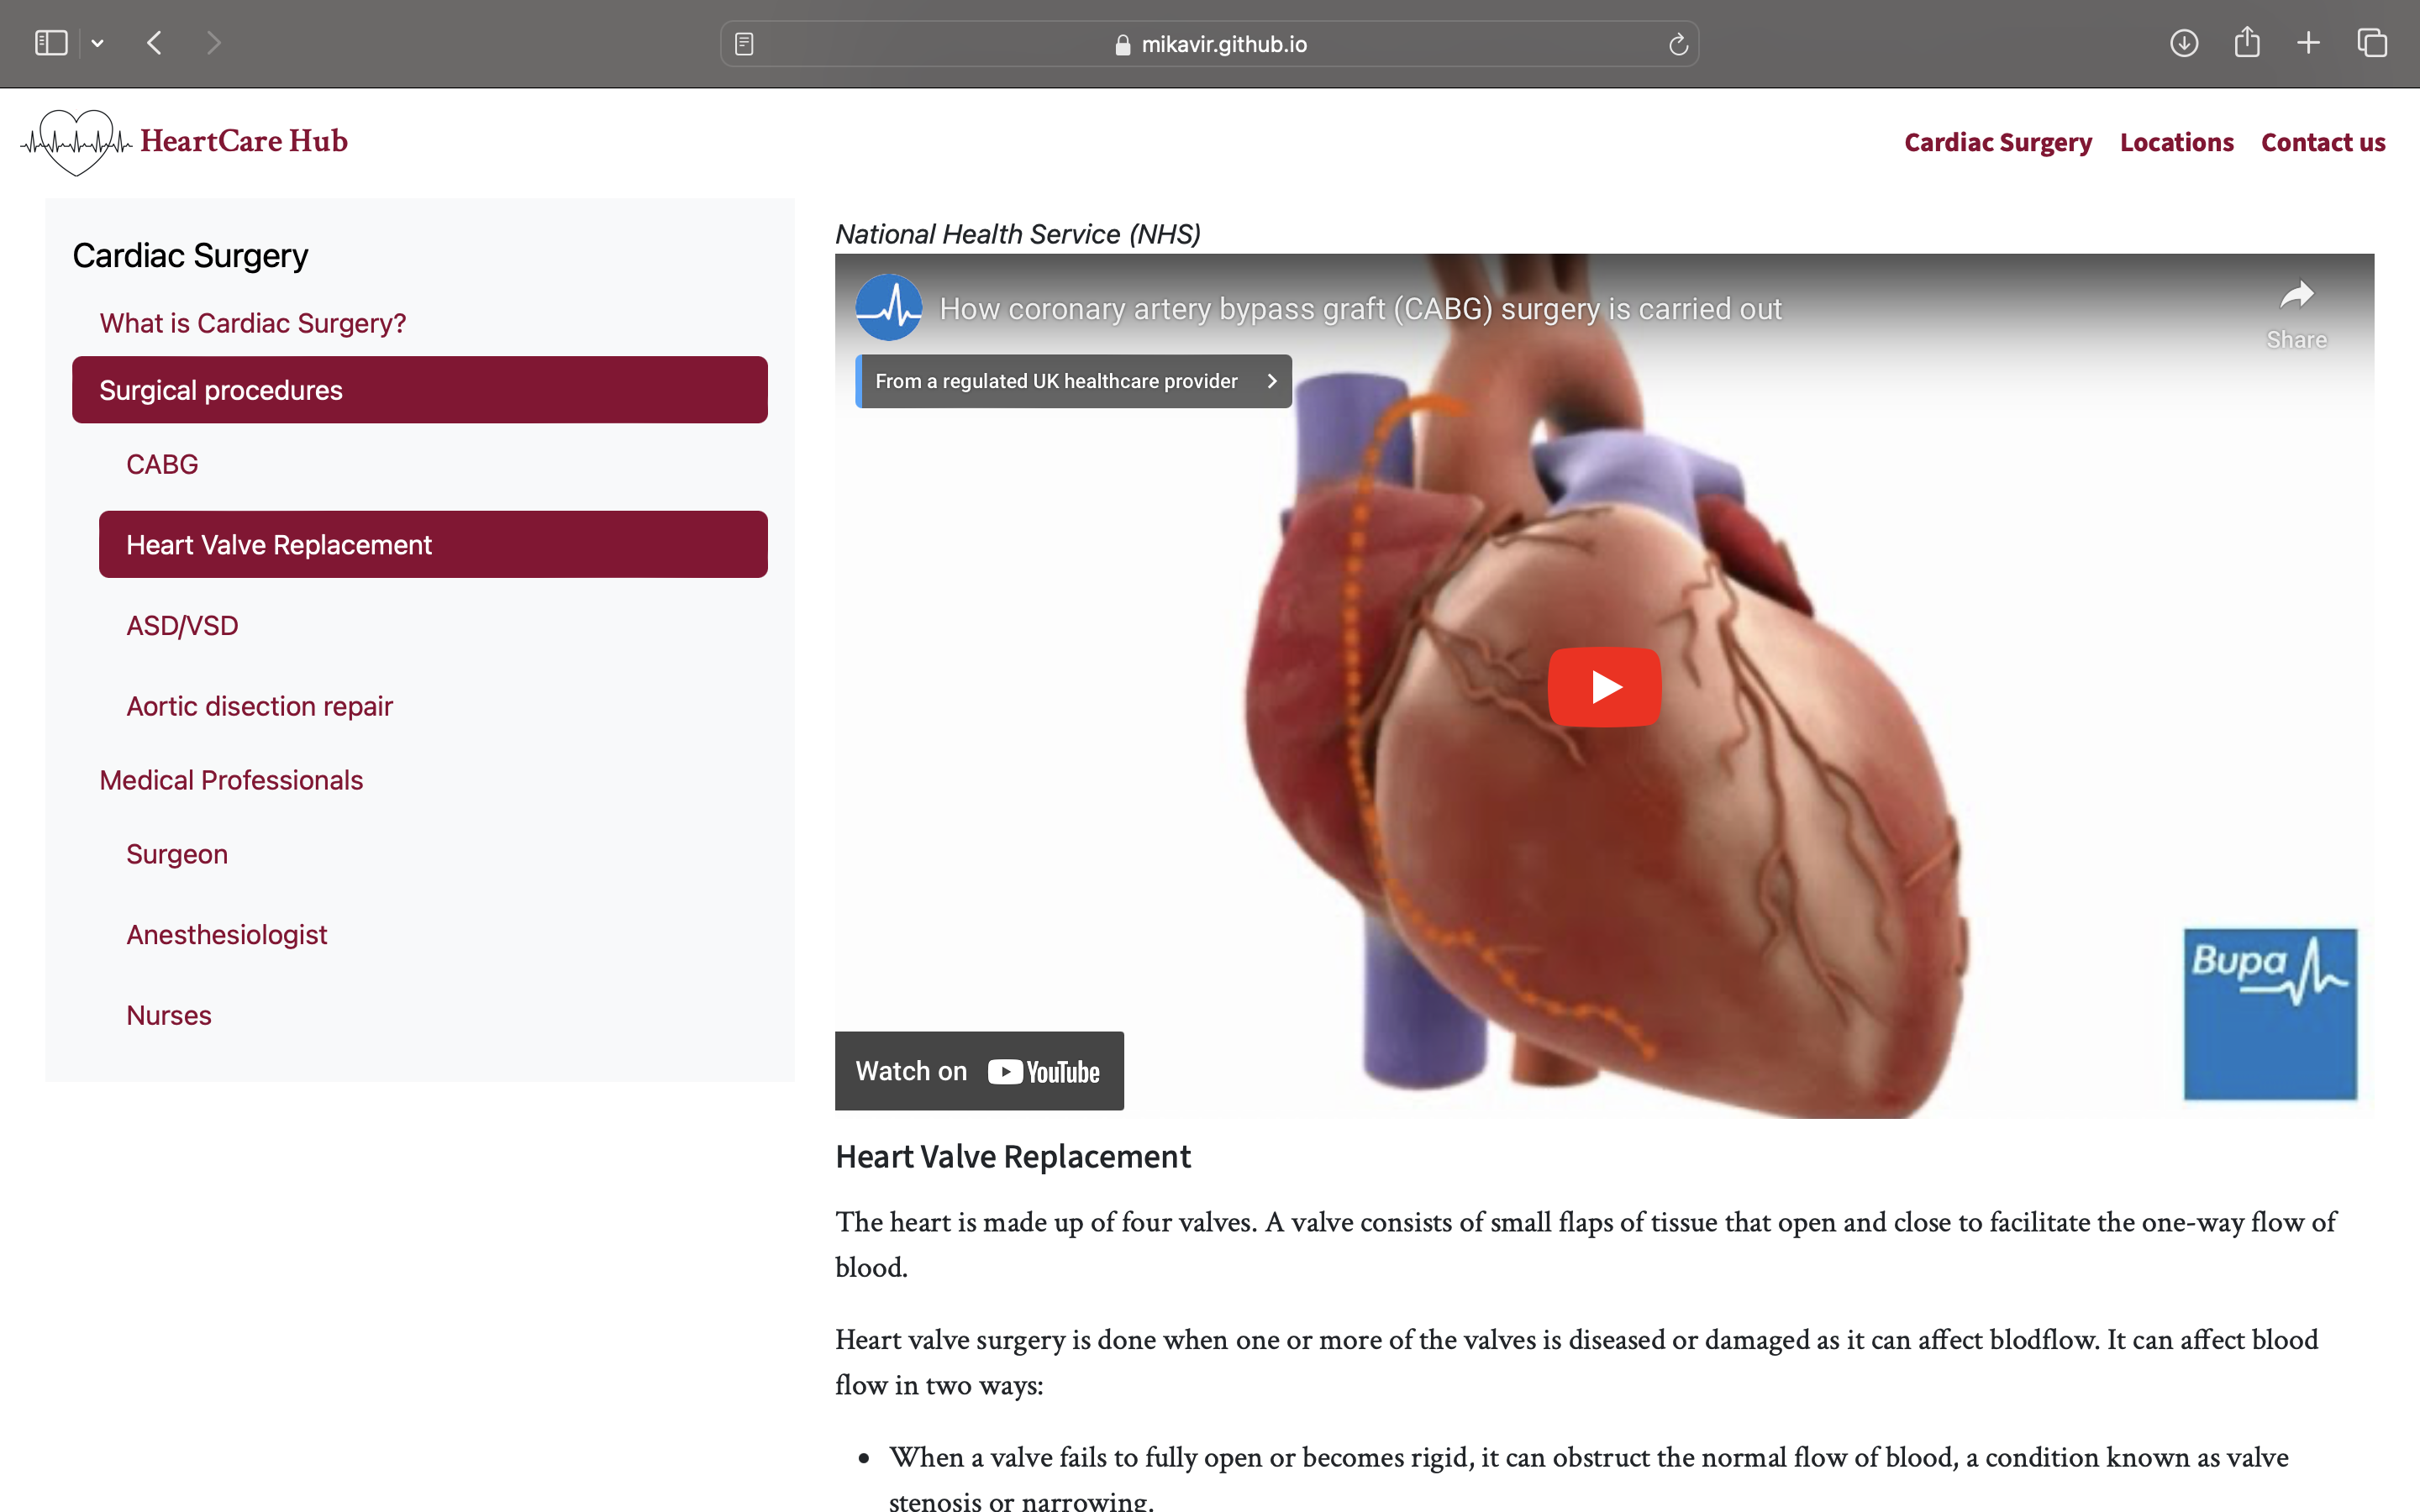 mikavir.github.io
HeartCare Hub
Cardiac Surgery Locations Contact us
Cardiac Surgery
What is Cardiac Surgery?
Surgical procedures
CABG
Heart Valve Replacement
ASD/VSD
Aortic disection repair
Medical Professionals
Surgeon
Anesthesiologist
Nurses
National Health Service (NHS)
How coronary artery bypass graft (CABG) surgery is carried out
Share
From a regulated UK healthcare provider
Bupa
Watch on YouTube
Heart Valve Replacement
The heart is made up of four valves. A valve consists of small flaps of tissue that open and close to facilitate the one-way flow of
blood.
Heart valve surgery is done when one or more of the valves is diseased or damaged as it can affect blodflow. It can affect blood
flow in two ways:
When a valve fails to fully open or becomes rigid, it can obstruct the normal flow of blood, a condition known as valve
stenosis or narrowing.